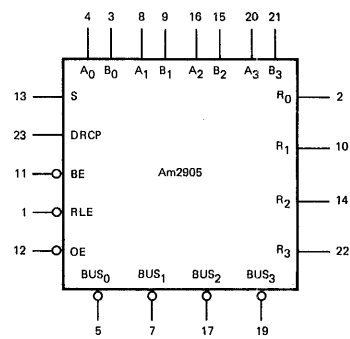 4 3 8 9 16 15 20 21
A0 B0 A1 B1 A2 B2 A3 B3
13 S R0 2
23 DRCP
R1 10
11 BE Am2905
R2 14
1 RLE
12 OE R3 22
BUS0 BUS1 BUS2 BUS3
5 7 17 19